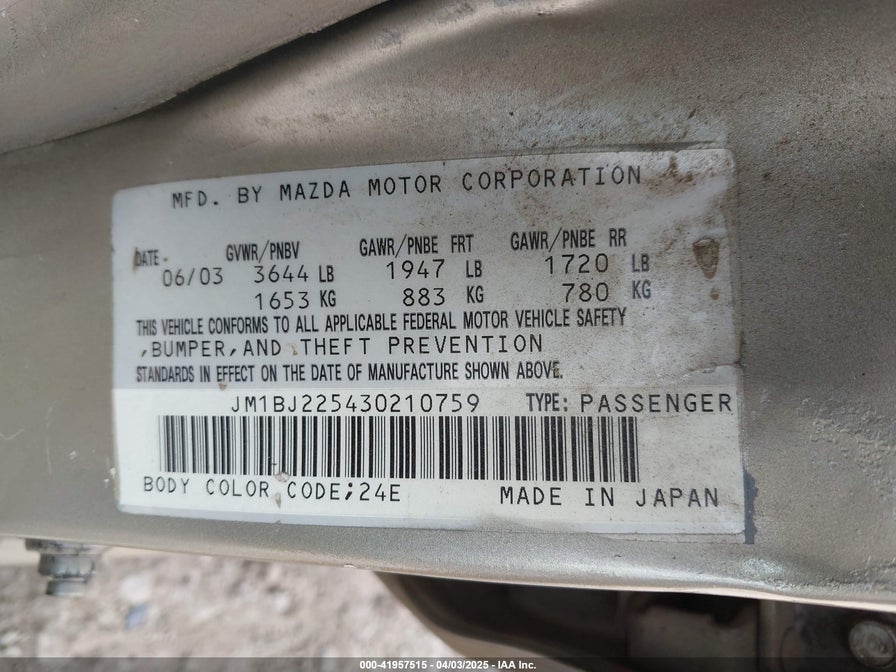 MFD. BY MAZDA MOTOR CORPORATION
DATE GVWR/PNBV GAWR/PNBE FRT GAWR/PNBE RR
06/03 3644 LB 1947 LB 1720 LB
1653 KG 883 KG 780 KG
THIS VEHICLE CONFORMS TO ALL APPLICABLE FEDERAL MOTOR VEHICLE SAFETY
,BUMPER,AND THEFT PREVENTION
STANDARDS IN EFFECT ON THE DATE OF MANUFACTURE SHOWN ABOVE.
JM1BJ225430210759 TYPE: PASSENGER
BODY COLOR CODE;24E MADE IN JAPAN
000-41957515 - 04/03/2025 - IAA Inc.